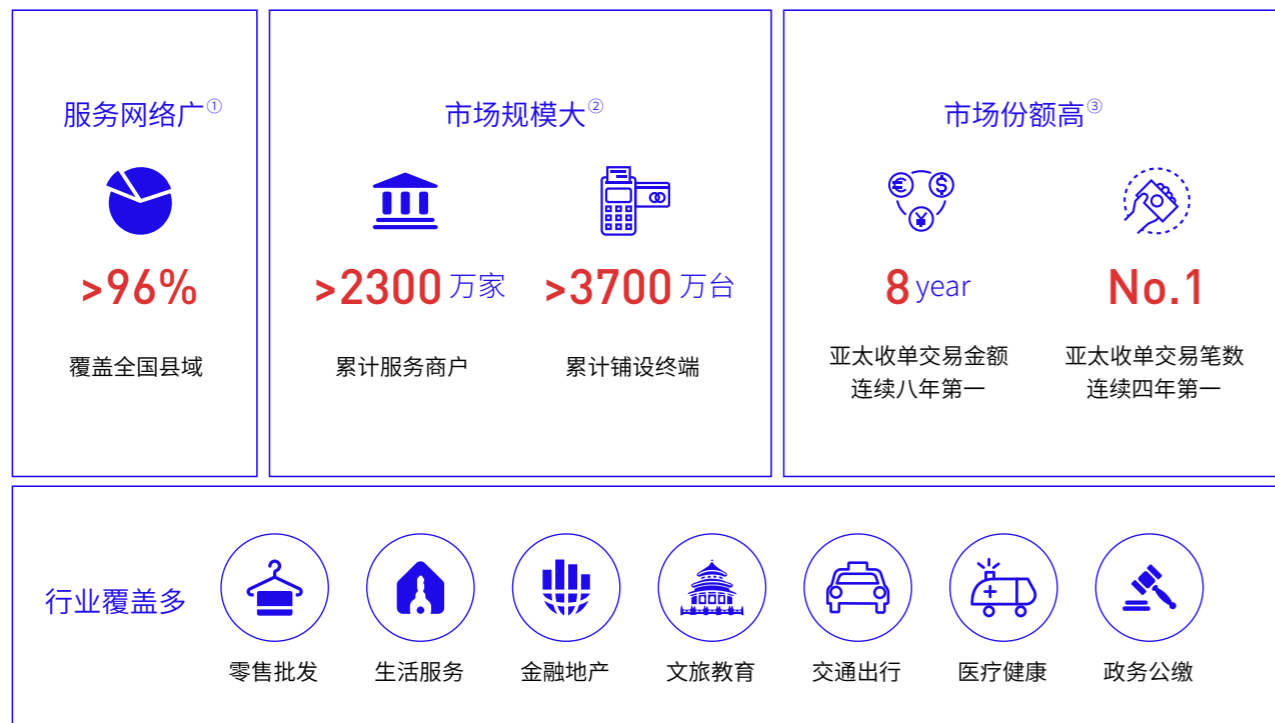 服务网络广①
>96%
覆盖全国县域
市场规模大②
>2300 万家
累计服务商户
>3700 万台
累计铺设终端
市场份额高③
8 year
亚太收单交易金额
连续八年第一
No.1
亚太收单交易笔数
连续四年第一
行业覆盖多
零售批发
生活服务
金融地产
文旅教育
交通出行
医疗健康
政务公缴